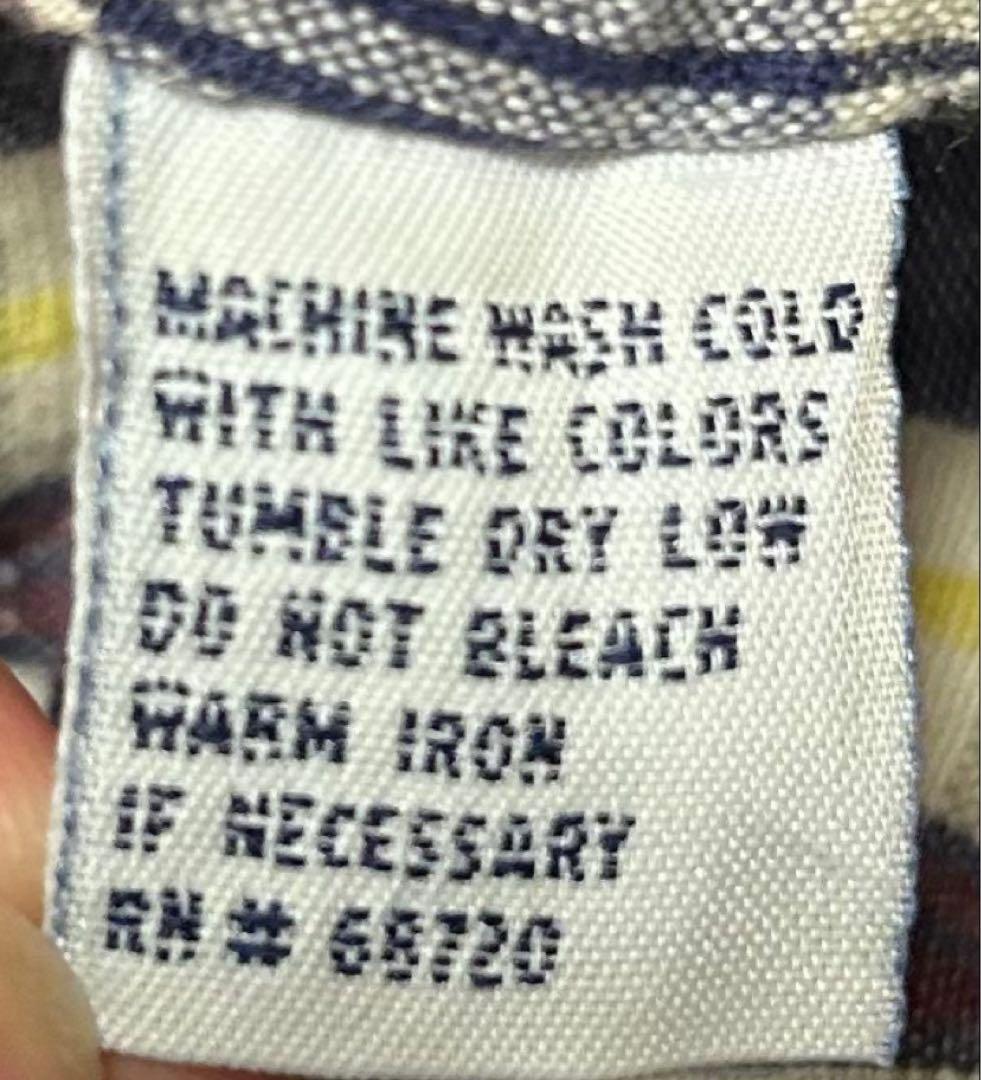 MACHINE WASH COLD
WITH LIKE COLORS
TUMBLE DRY LOW
DO NOT BLEACH
WARM IRON
IF NECESSARY
RN # 68720